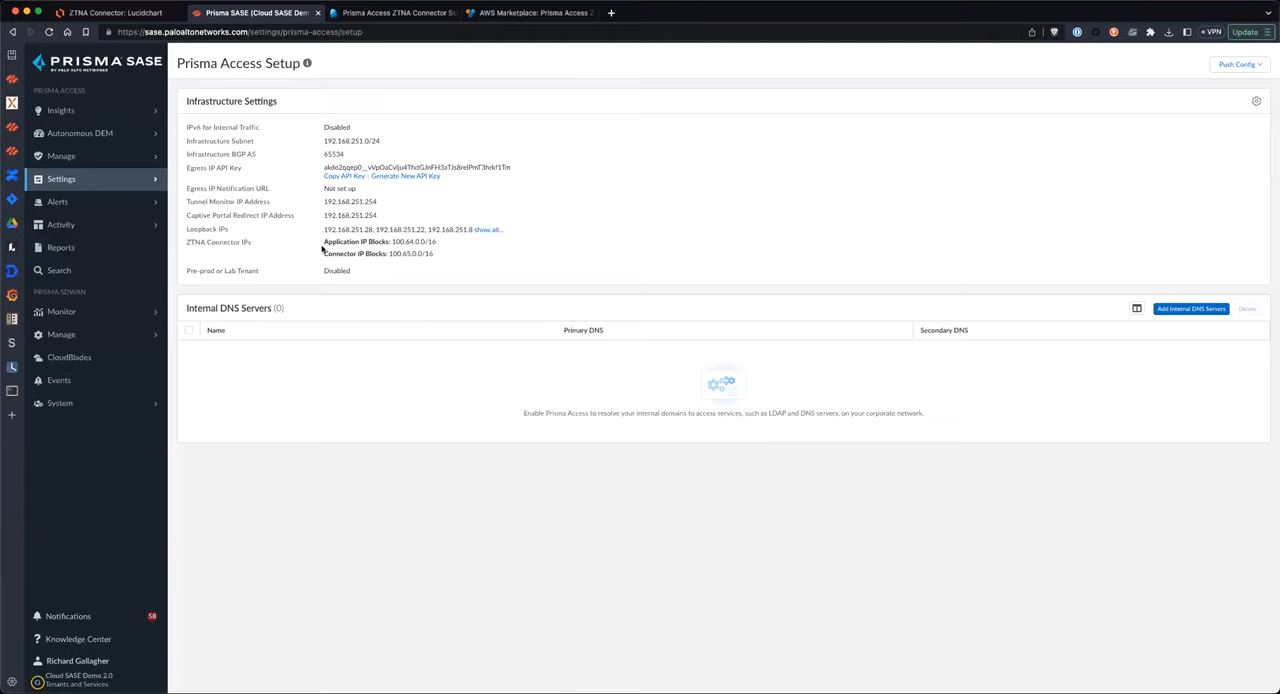 ZTNA Connector: Lucidchart
Prisma SASE (Cloud SASE Dem
Prisma Access ZTNA Connector Sc
AWS Marketplace: Prisma Access Z
https://sase.paloaltonetworks.com/settings/prisma-access/setup
VPN
Update
PRISMA SASE
BY PALO ALTO NETWORKS
PRISMA ACCESS
Insights
Autonomous DEM
Manage
Settings
Alerts
Activity
Reports
Search
PRISMA SDWAN
Monitor
Manage
CloudBlades
Events
System
Notifications 58
Knowledge Center
Richard Gallagher
Cloud SASE Demo 2.0
Tenants and Services
Prisma Access Setup
Push Config
Infrastructure Settings
IPv6 for Internal Traffic Disabled
Infrastructure Subnet 192.168.251.0/24
Infrastructure BGP AS 65534
Egress IP API Key
Copy API Key | Generate New API Key
Egress IP Notification URL Not set up
Tunnel Monitor IP Address 192.168.251.254
Captive Portal Redirect IP Address 192.168.251.254
Loopback IPs 192.168.251.28, 192.168.251.22, 192.168.251.8 show all...
ZTNA Connector IPs Application IP Blocks: 100.64.0.0/16
Connector IP Blocks: 100.65.0.0/16
Pre-prod or Lab Tenant Disabled
Internal DNS Servers (0)
Add Internal DNS Servers
Delete
Name Primary DNS Secondary DNS
Enable Prisma Access to resolve your internal domains to access services, such as LDAP and DNS servers, on your corporate network.